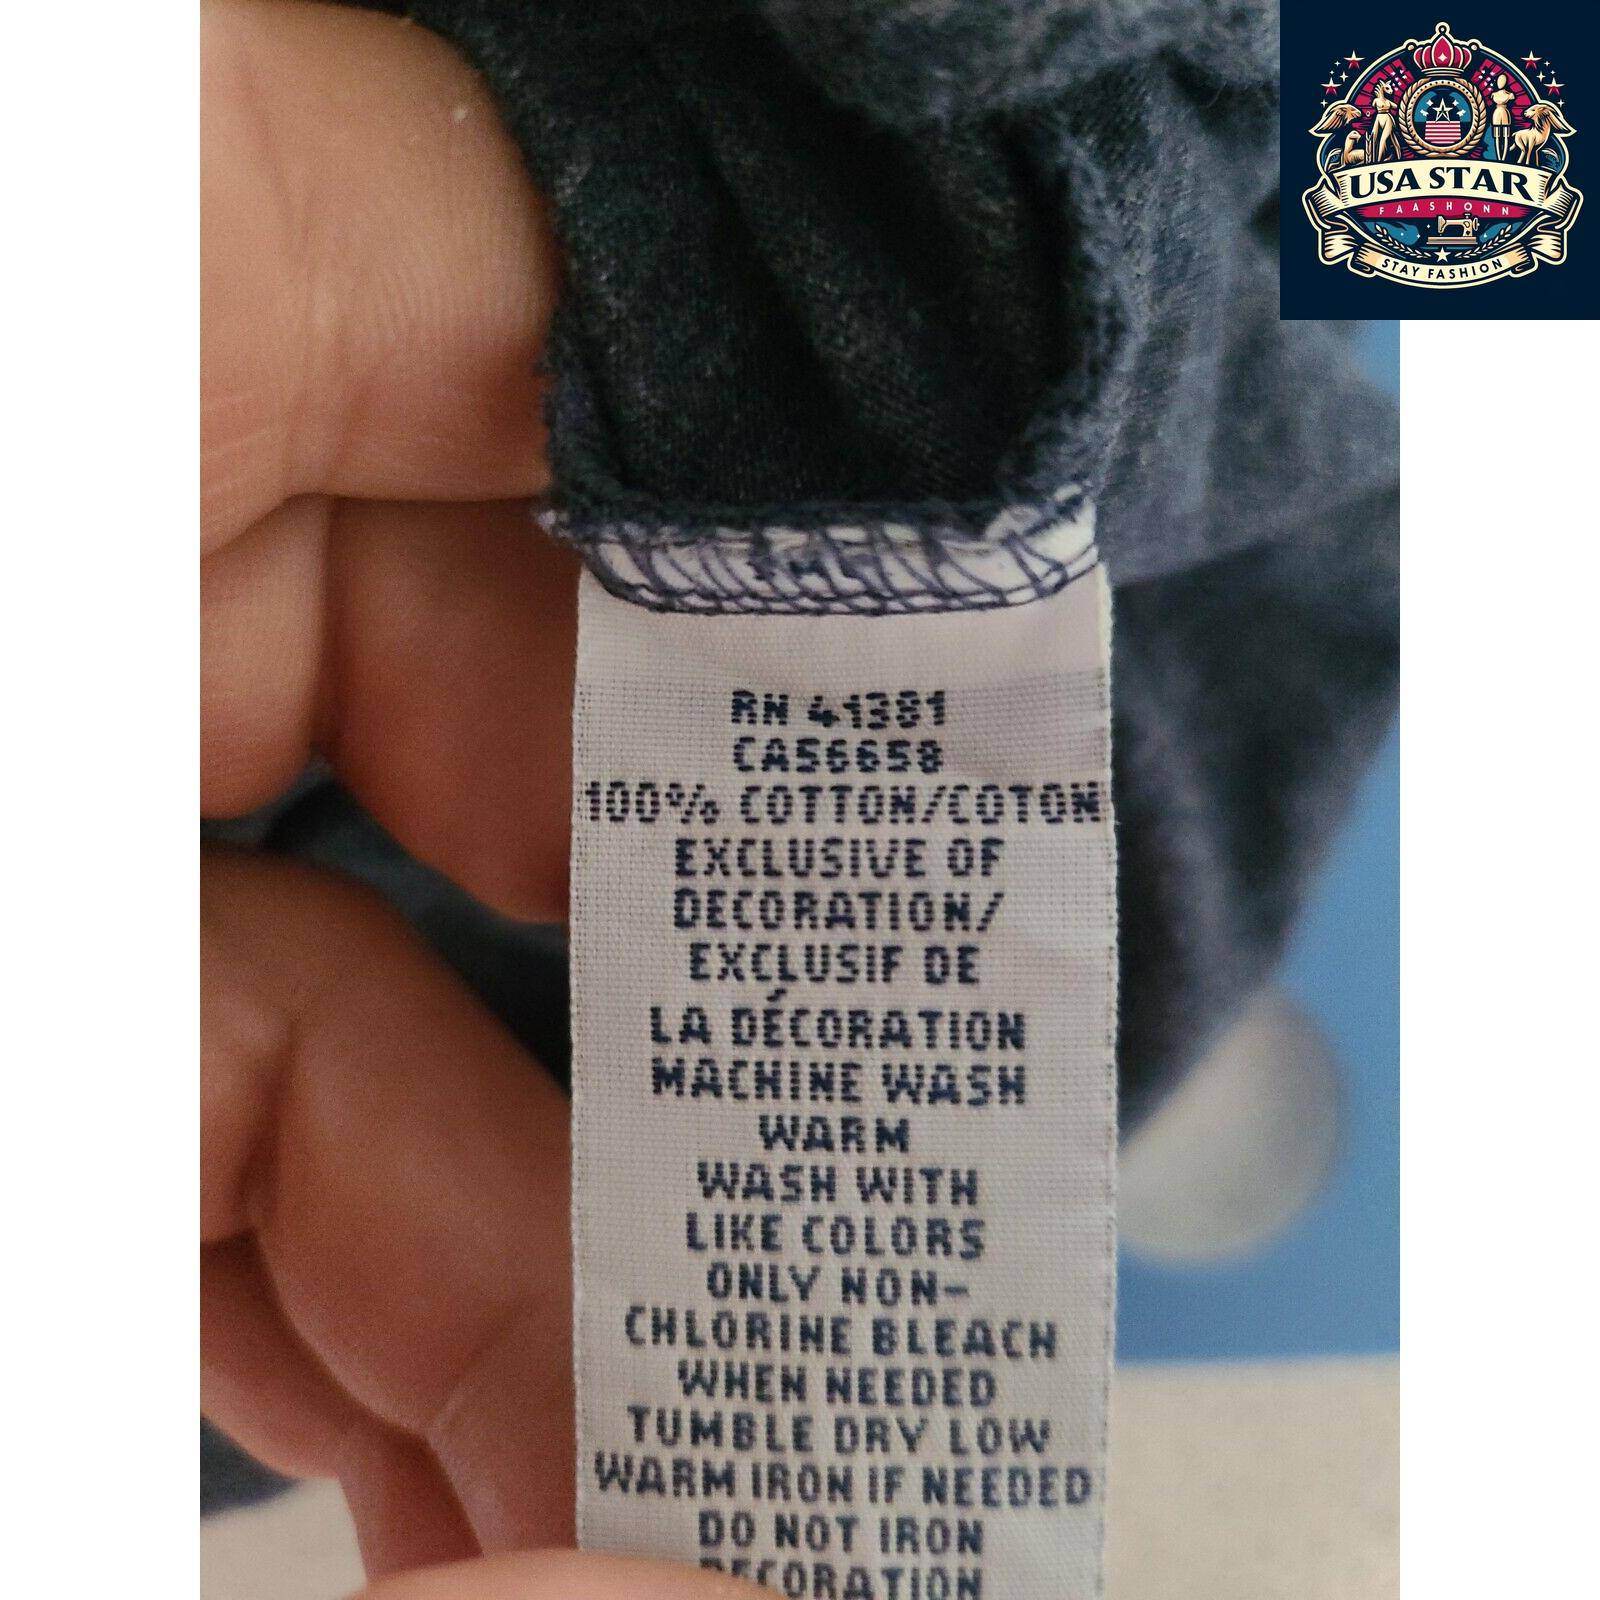 USA STAR
FAASHONN
STAY FASHION
RN 41381
CA56658
100% COTTON/COTON
EXCLUSIVE OF
DECORATION/
EXCLUSIF DE
LA DÉCORATION
MACHINE WASH
WARM
WASH WITH
LIKE COLORS
ONLY NON-
CHLORINE BLEACH
WHEN NEEDED
TUMBLE DRY LOW
WARM IRON IF NEEDED
DO NOT IRON
DECORATION